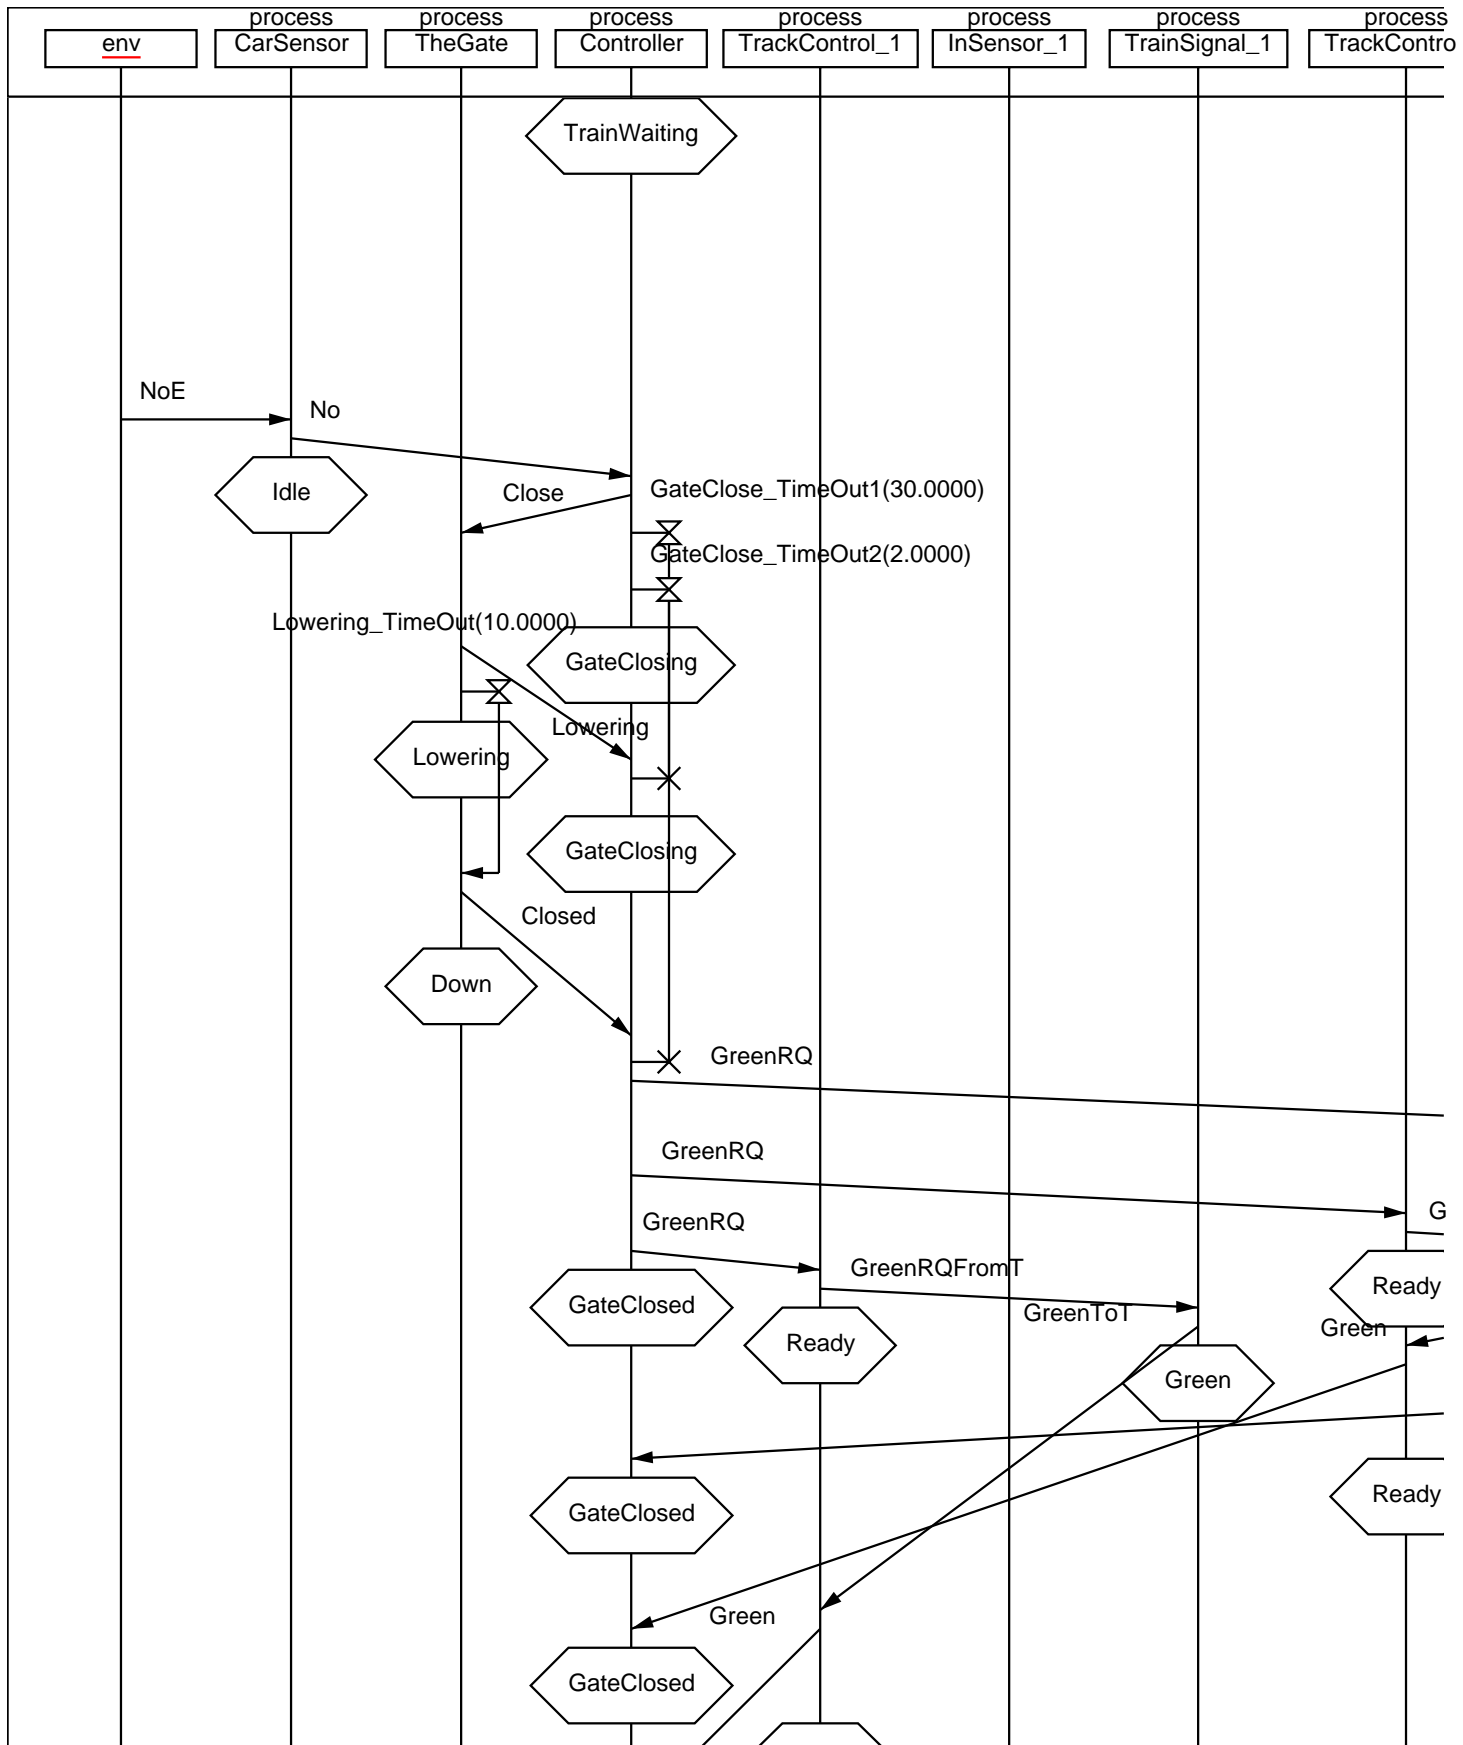 process process process process process process process
env CarSensor TheGate Controller TrackControl_1 InSensor_1 TrainSignal_1 TrackContro
TrainWaiting
NoE
No
Idle Close GateClose_TimeOut1(30.0000)
GateClose_TimeOut2(2.0000)
Lowering_TimeOut(10.0000)
GateClosing
Lowering
Lowering
GateClosing
Closed
Down
GreenRQ
GreenRQ
GreenRQ G
GreenRQFromT
GateClosed GreenToT Ready
Ready Green
Green
GateClosed Ready
Green
GateClosed